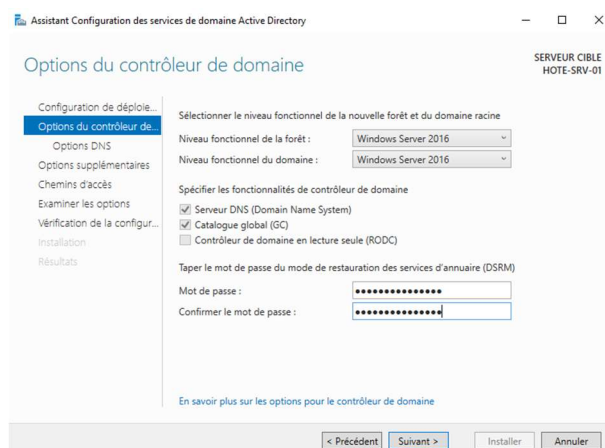 Assistant Configuration des services de domaine Active Directory
Options du contrôleur de domaine
SERVEUR CIBLE
HOTE-SRV-01
Configuration de déploie...
Options du contrôleur de...
Options DNS
Options supplémentaires
Chemins d'accès
Examiner les options
Vérification de la configur...
Installation
Résultats
Sélectionner le niveau fonctionnel de la nouvelle forêt et du domaine racine
Niveau fonctionnel de la forêt : Windows Server 2016
Niveau fonctionnel du domaine : Windows Server 2016
Spécifier les fonctionnalités de contrôleur de domaine
Serveur DNS (Domain Name System)
Catalogue global (GC)
Contrôleur de domaine en lecture seule (RODC)
Taper le mot de passe du mode de restauration des services d'annuaire (DSRM)
Mot de passe : •••••••••••••••
Confirmer le mot de passe : •••••••••••••••
En savoir plus sur les options pour le contrôleur de domaine
< Précédent Suivant > Installer Annuler